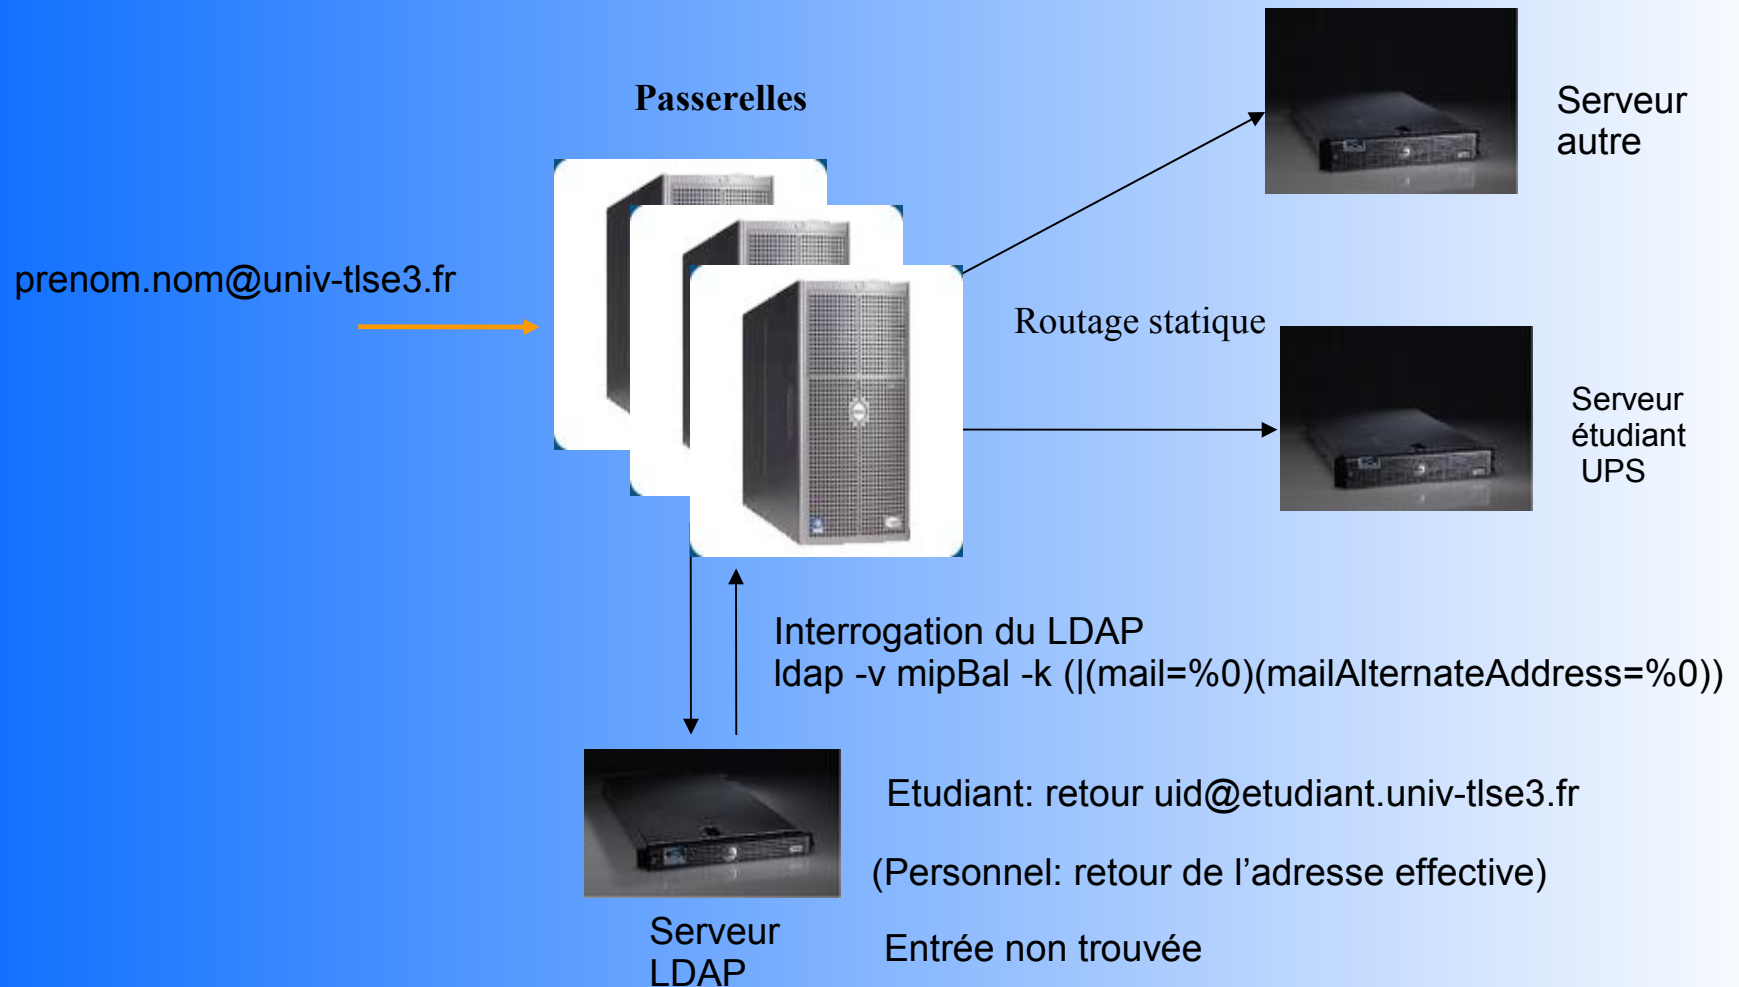 Passerelles
Serveur
autre
prenom.nom@univ-tlse3.fr
Routage statique
Serveur
étudiant
UPS
Interrogation du LDAP
ldap -v mipBal -k (|(mail=%0)(mailAlternateAddress=%0))
Etudiant: retour uid@etudiant.univ-tlse3.fr
(Personnel: retour de l’adresse effective)
Serveur
LDAP
Entrée non trouvée